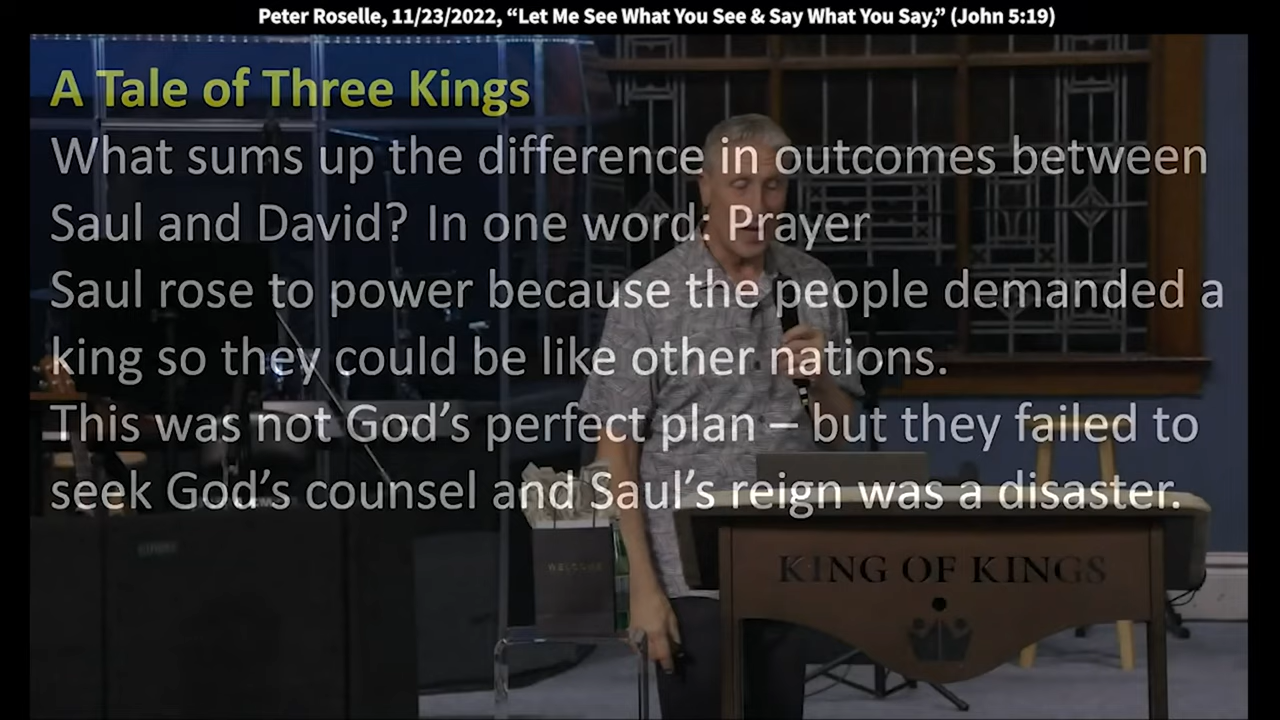 Peter Roselle, 11/23/2022, “Let Me See What You See & Say What You Say,” (John 5:19)
A Tale of Three Kings
What sums up the difference in outcomes between
Saul and David? In one word: Prayer
Saul rose to power because the people demanded a
king so they could be like other nations.
This was not God’s perfect plan – but they failed to
seek God’s counsel and Saul’s reign was a disaster.
WELCOME
KING OF KINGS